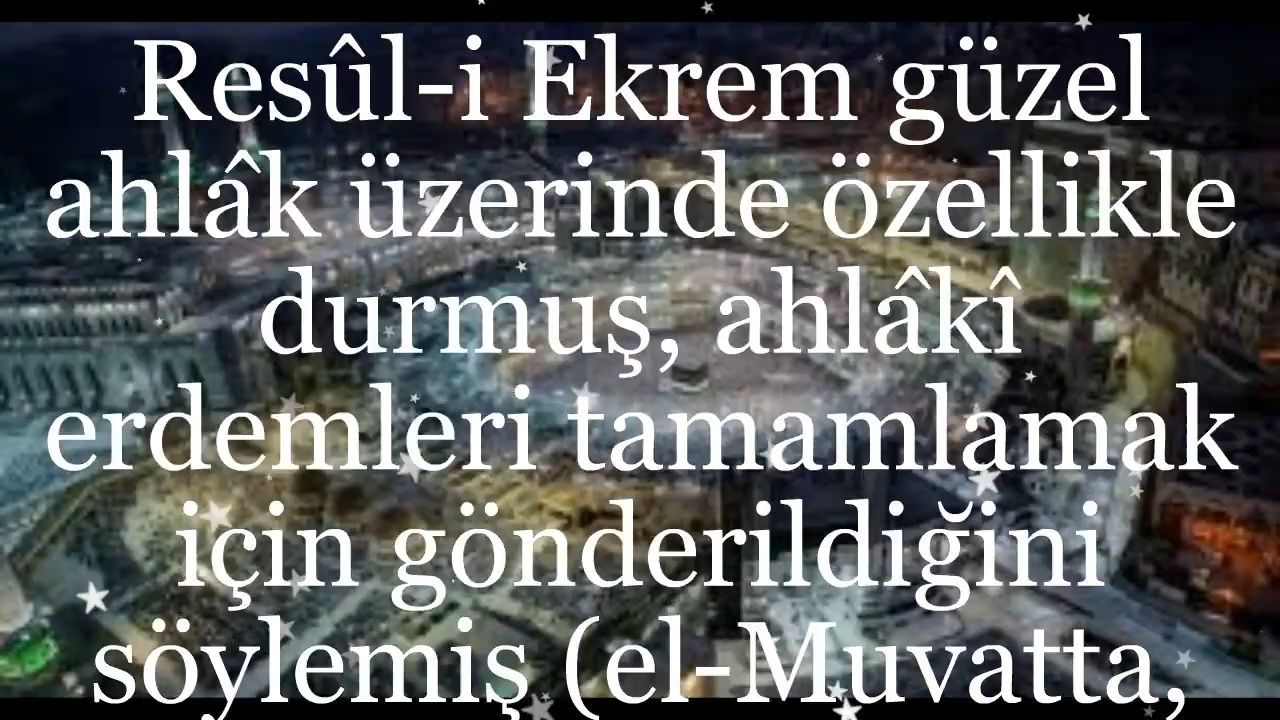 Resûl-i Ekrem güzel
ahlâk üzerinde özellikle
durmuş, ahlâkî
erdemleri tamamlamak
için gönderildiğini
söylemiş (el-Muvatta,